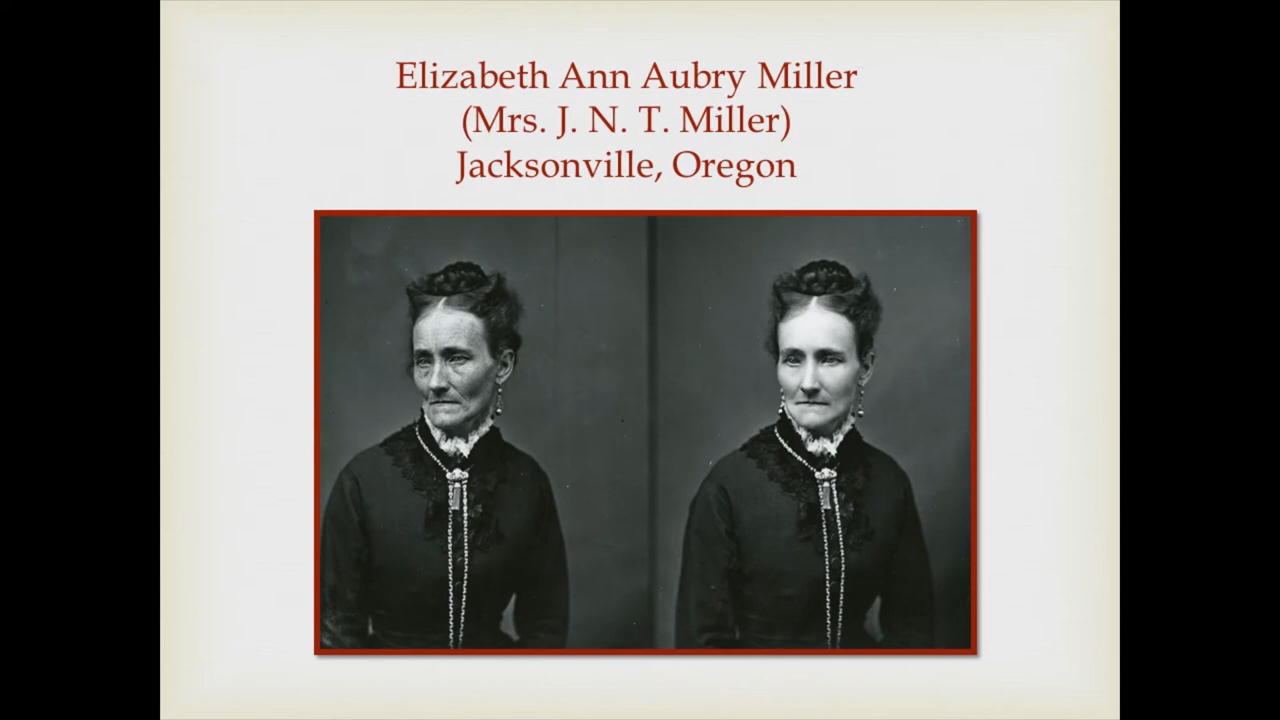 Elizabeth Ann Aubry Miller
(Mrs. J. N. T. Miller)
Jacksonville, Oregon